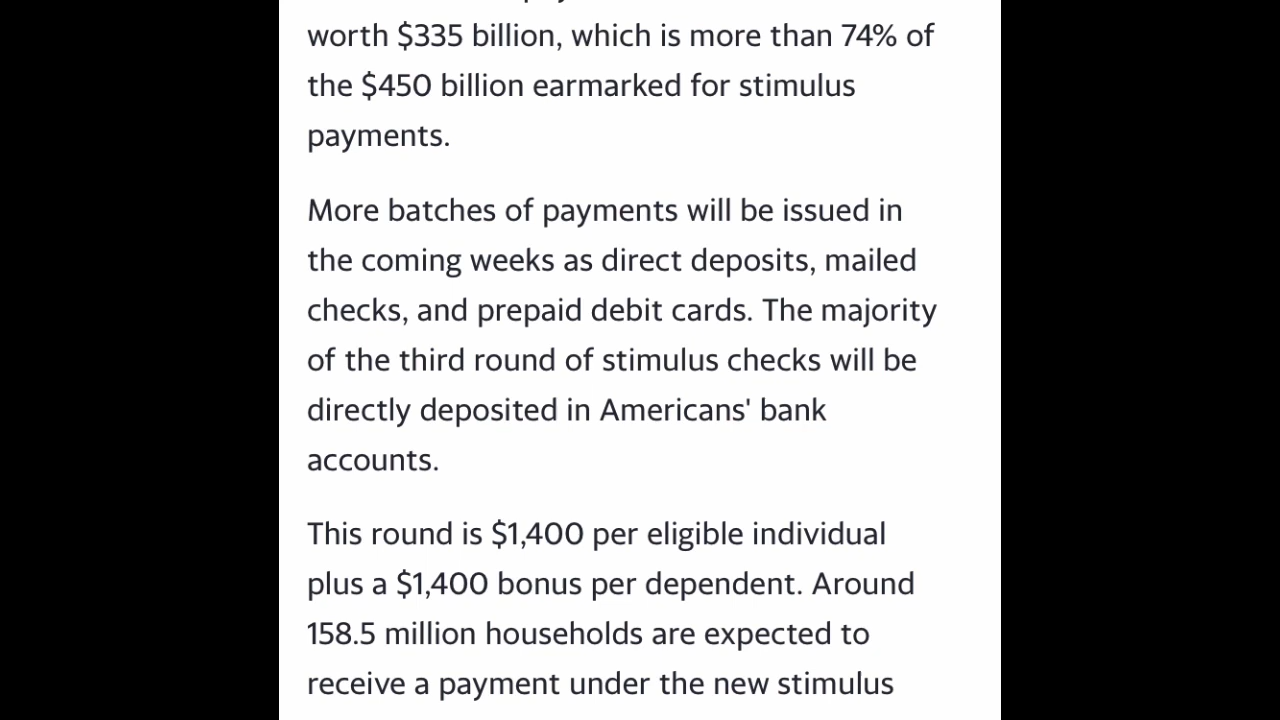 worth $335 billion, which is more than 74% of
the $450 billion earmarked for stimulus
payments.
More batches of payments will be issued in
the coming weeks as direct deposits, mailed
checks, and prepaid debit cards. The majority
of the third round of stimulus checks will be
directly deposited in Americans' bank
accounts.
This round is $1,400 per eligible individual
plus a $1,400 bonus per dependent. Around
158.5 million households are expected to
receive a payment under the new stimulus